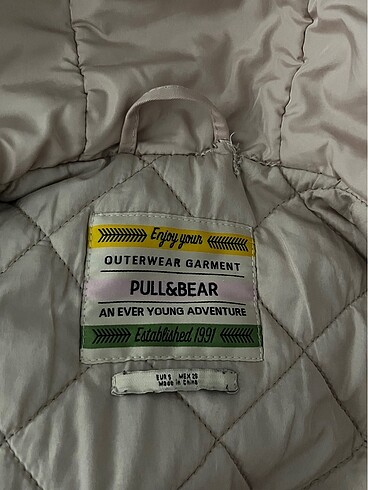 Enjoy your
OUTERWEAR GARMENT
PULL&BEAR
AN EVER YOUNG ADVENTURE
Established 1991
EUR S MEX 26
Made in China